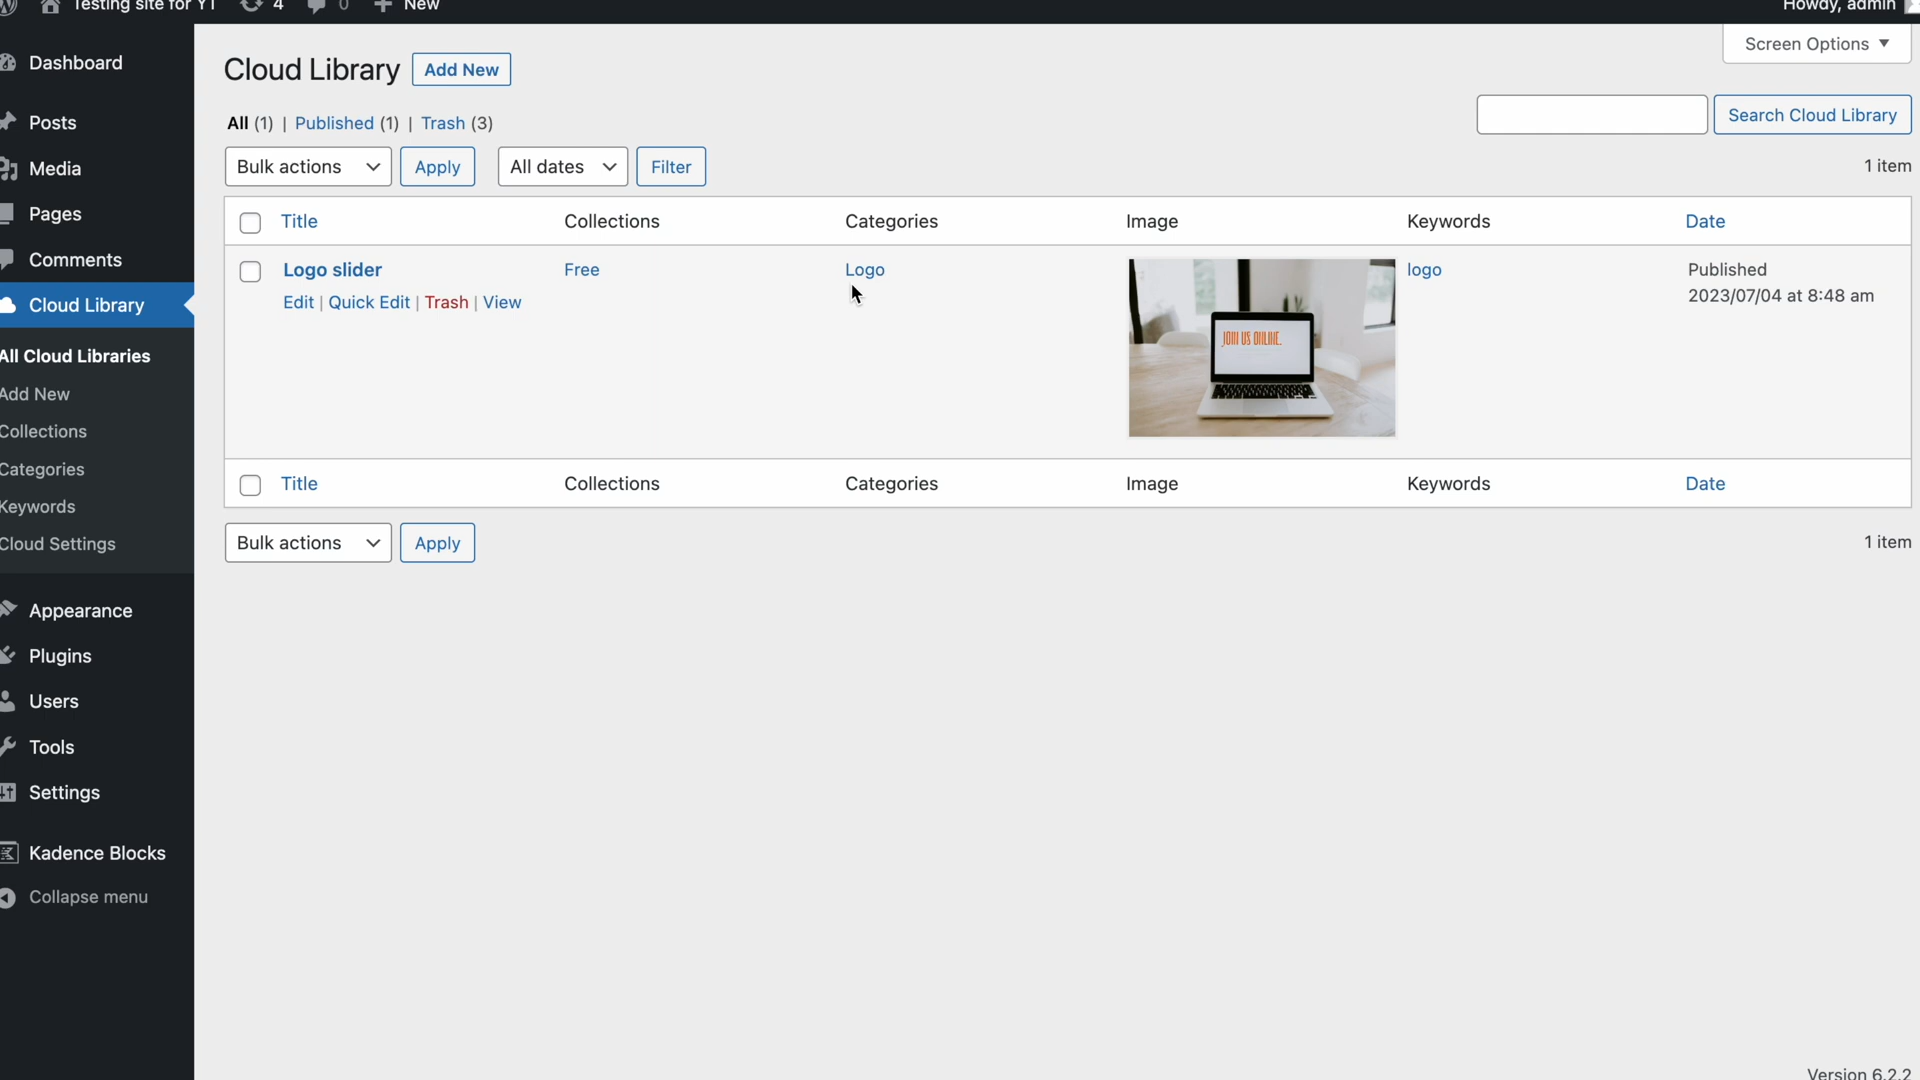 Testing site for YT 4 0 New Howdy, admin
Screen Options
Dashboard
Posts
Media
Pages
Comments
Cloud Library
All Cloud Libraries
Add New
Collections
Categories
Keywords
Cloud Settings
Appearance
Plugins
Users
Tools
Settings
Kadence Blocks
Collapse menu
Cloud Library Add New
All (1) | Published (1) | Trash (3)
Search Cloud Library
Bulk actions Apply All dates Filter 1 item
Title Collections Categories Image Keywords Date
Logo slider Free Logo logo Published
Edit | Quick Edit | Trash | View 2023/07/04 at 8:48 am
JOIN US ONLINE.
Title Collections Categories Image Keywords Date
Bulk actions Apply 1 item
Version 6.2.2